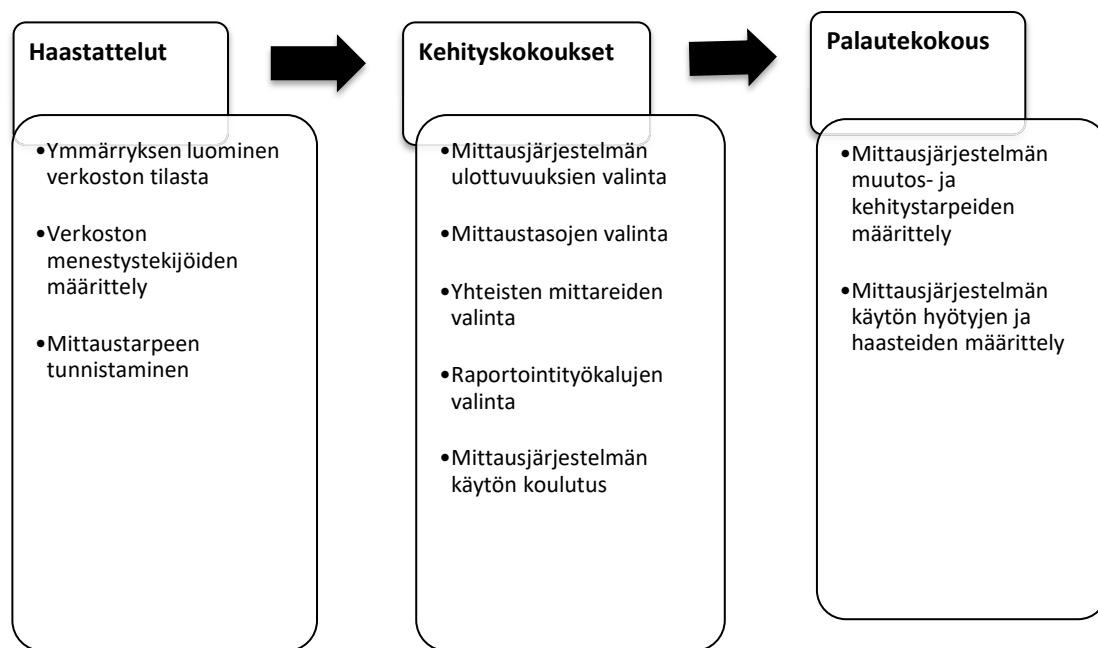 Haastattelut
•Ymmärryksen luominen
verkoston tilasta
•Verkoston
menestystekijöiden
määrittely
•Mittaustarpeen
tunnistaminen
Kehityskokoukset
•Mittausjärjestelmän
ulottuvuuksien valinta
•Mittaustasojen valinta
•Yhteisten mittareiden
valinta
•Raportointityökalujen
valinta
•Mittausjärjestelmän
käytön koulutus
Palautekokous
•Mittausjärjestelmän
muutos- ja
kehitystarpeiden
määrittely
•Mittausjärjestelmän
käytön hyötyjen ja
haasteiden määrittely